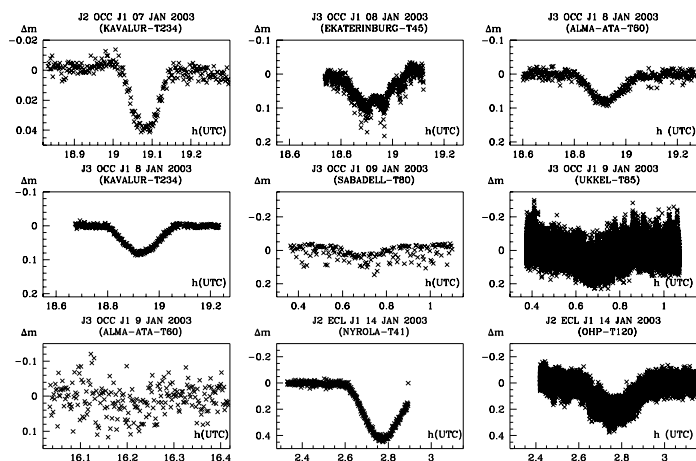 J2 OCC J1 07 JAN 2003
(KAVALUR-T234)
Δm
-0.02
0
0.02
0.04
h(UTC)
18.9 19 19.1 19.2
J3 OCC J1 08 JAN 2003
(EKATERINBURG-T45)
Δm
-0.1
0
0.1
0.2
h(UTC)
18.6 18.8 19 19.2
J3 OCC J1 8 JAN 2003
(ALMA-ATA-T60)
Δm
-0.1
0
0.1
0.2
h (UTC)
18.6 18.8 19 19.2
J3 OCC J1 8 JAN 2003
(KAVALUR-T234)
Δm
-0.1
0
0.1
0.2
h(UTC)
18.6 18.8 19 19.2
J3 OCC J1 09 JAN 2003
(SABADELL-T80)
Δm
-0.2
0
0.2
h(UTC)
0.4 0.6 0.8 1
J3 OCC J1 9 JAN 2003
(UKKEL-T85)
Δm
-0.2
0
0.2
h (UTC)
0.4 0.6 0.8 1
J3 OCC J1 9 JAN 2003
(ALMA-ATA-T60)
Δm
-0.1
0
0.1
h(UTC)
16.1 16.2 16.3 16.4
J2 ECL J1 14 JAN 2003
(NYROLA-T41)
Δm
-0.2
0
0.2
0.4
h(UTC)
2.4 2.6 2.8 3
J2 ECL J1 14 JAN 2003
(OHP-T120)
Δm
-0.2
0
0.2
0.4
h(UTC)
2.4 2.6 2.8 3